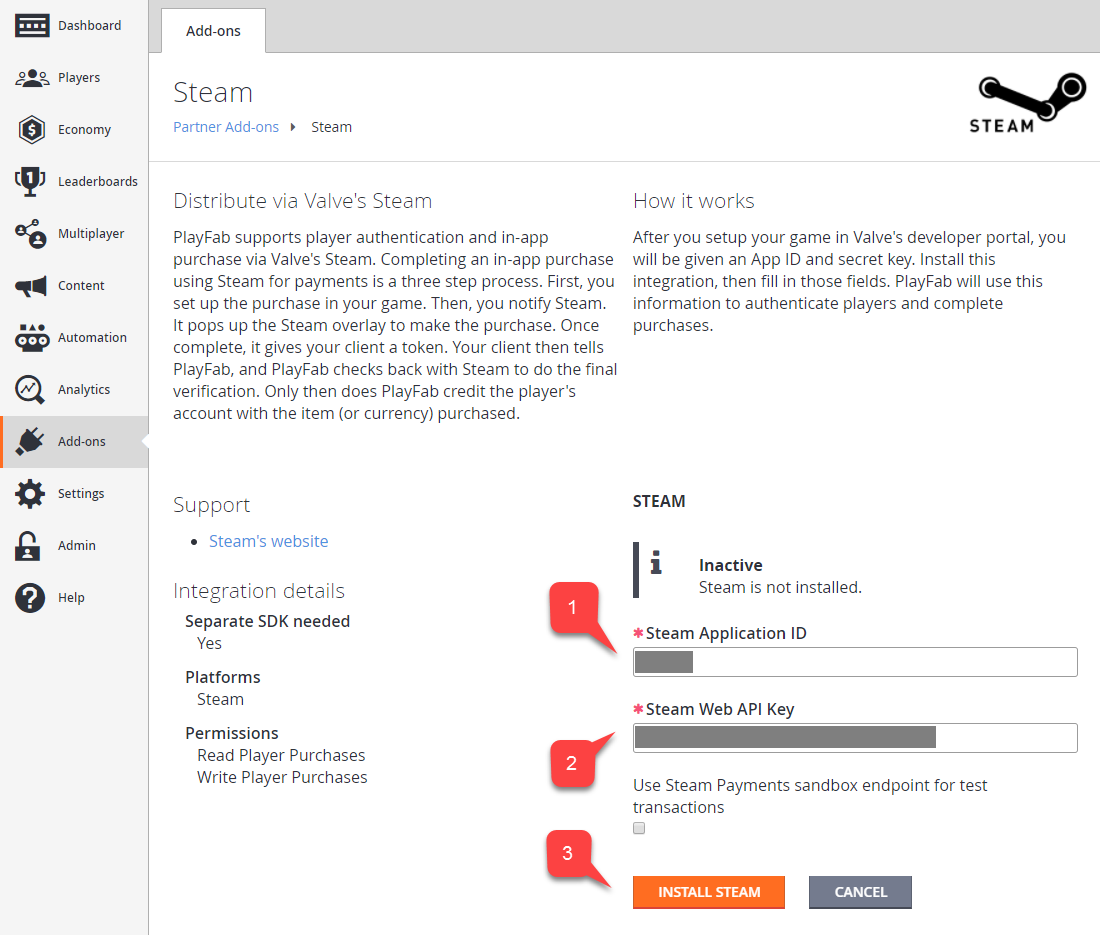 Dashboard
Players
Economy
Leaderboards
Multiplayer
Content
Automation
Analytics
Add-ons
Settings
Admin
Help
Add-ons
Steam
Partner Add-ons
Steam
STEAM
Distribute via Valve's Steam
PlayFab supports player authentication and in-app
purchase via Valve's Steam. Completing an in-app purchase
using Steam for payments is a three step process. First, you
set up the purchase in your game. Then, you notify Steam.
It pops up the Steam overlay to make the purchase. Once
complete, it gives your client a token. Your client then tells
PlayFab, and PlayFab checks back with Steam to do the final
verification. Only then does PlayFab credit the player's
account with the item (or currency) purchased.
How it works
After you setup your game in Valve's developer portal, you
will be given an App ID and secret key. Install this
integration, then fill in those fields. PlayFab will use this
information to authenticate players and complete
purchases.
Support
Steam's website
Integration details
Separate SDK needed
Yes
Platforms
Steam
Permissions
Read Player Purchases
Write Player Purchases
STEAM
Inactive
Steam is not installed.
1
*Steam Application ID
*Steam Web API Key
2
Use Steam Payments sandbox endpoint for test
transactions
3
INSTALL STEAM
CANCEL